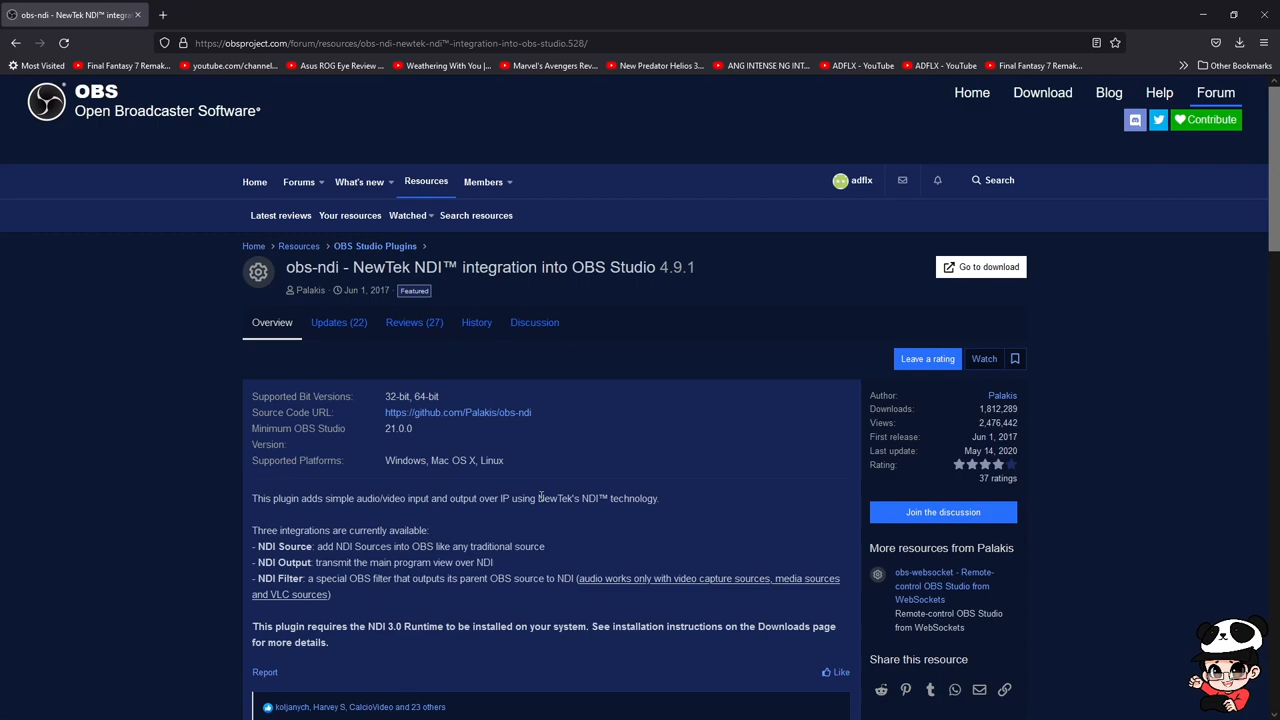 obs-ndi - NewTek NDI™ integrat
https://obsproject.com/forum/resources/obs-ndi-newtek-ndi™-integration-into-obs-studio.528/
Most Visited
Final Fantasy 7 Remak...
youtube.com/channel...
Asus ROG Eye Review ...
Weathering With You |...
Marvel's Avengers Rev...
New Predator Helios 3...
ANG INTENSE NG INT...
ADFLX - YouTube
ADFLX - YouTube
Final Fantasy 7 Remak...
Other Bookmarks
OBS
Open Broadcaster Software®
Home Download Blog Help Forum
Contribute
Home Forums What's new Resources Members
adflx
Search
Latest reviews Your resources Watched Search resources
Home > Resources > OBS Studio Plugins >
obs-ndi - NewTek NDI™ integration into OBS Studio 4.9.1
Go to download
Palakis · Jun 1, 2017 · Featured
Overview Updates (22) Reviews (27) History Discussion
Leave a rating Watch
Supported Bit Versions: 32-bit, 64-bit
Source Code URL: https://github.com/Palakis/obs-ndi
Minimum OBS Studio 21.0.0
Version:
Supported Platforms: Windows, Mac OS X, Linux
This plugin adds simple audio/video input and output over IP using NewTek's NDI™ technology.
Three integrations are currently available:
- NDI Source: add NDI Sources into OBS like any traditional source
- NDI Output: transmit the main program view over NDI
- NDI Filter: a special OBS filter that outputs its parent OBS source to NDI (audio works only with video capture sources, media sources
and VLC sources)
This plugin requires the NDI 3.0 Runtime to be installed on your system. See installation instructions on the Downloads page
for more details.
Report
Like
koljanych, Harvey S, CalcioVideo and 23 others
Author: Palakis
Downloads: 1,812,289
Views: 2,476,442
First release: Jun 1, 2017
Last update: May 14, 2020
Rating:
37 ratings
Join the discussion
More resources from Palakis
obs-websocket - Remote-
control OBS Studio from
WebSockets
Remote-control OBS Studio
from WebSockets
Share this resource